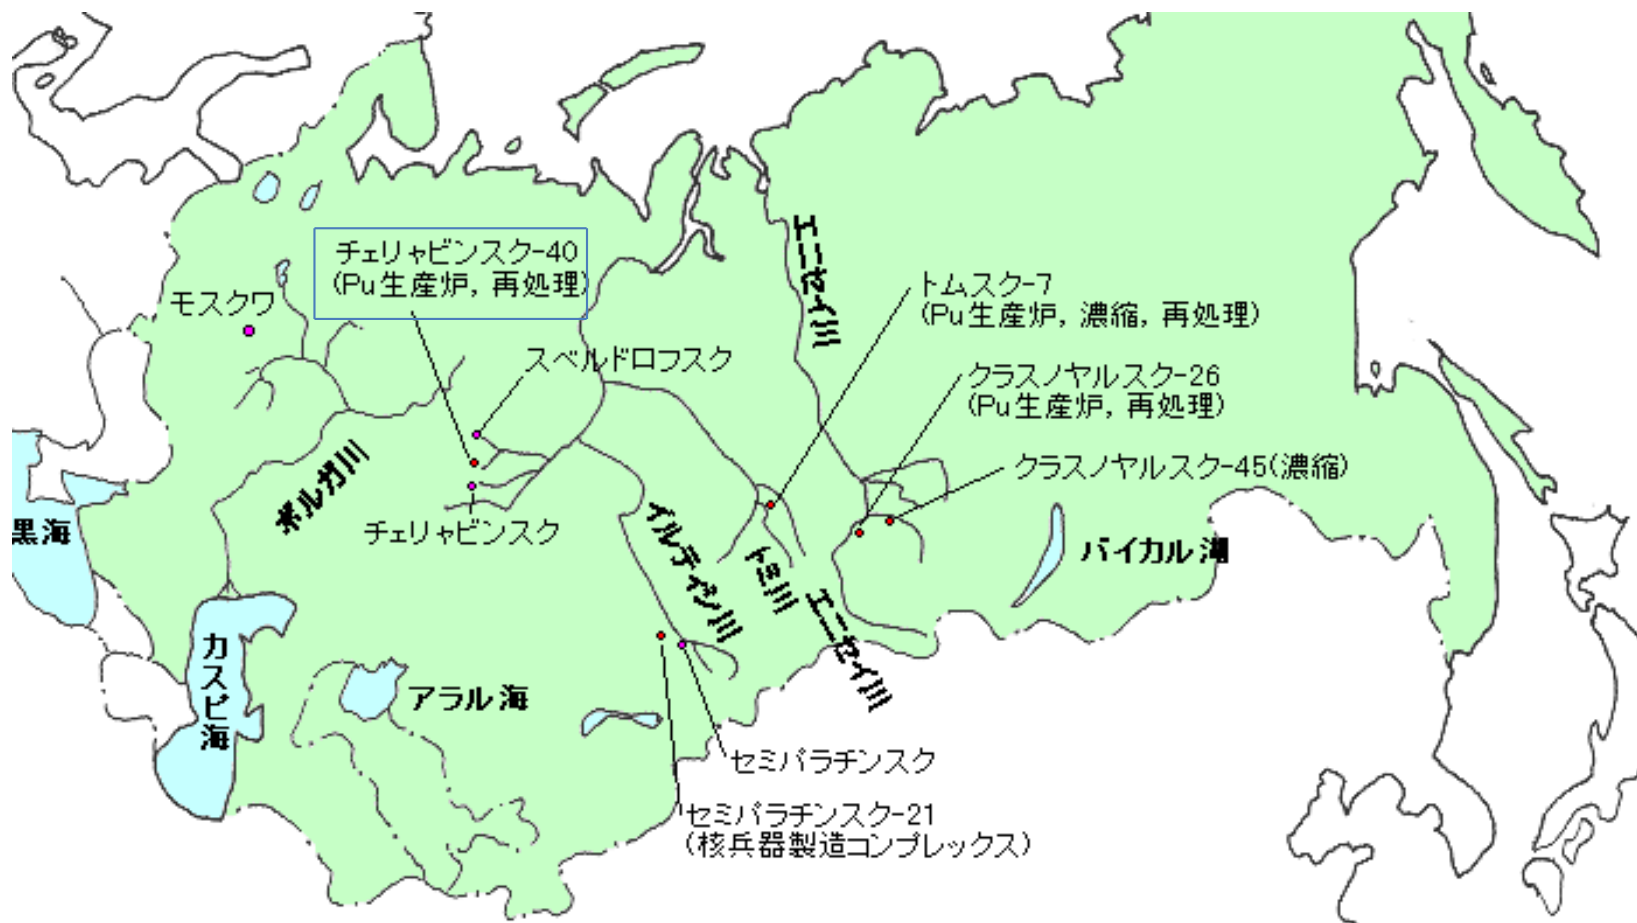 エニセイ川
チェリャビンスク-40
(Pu生産炉, 再処理)
モスクワ
トムスク-7
(Pu生産炉, 濃縮, 再処理)
スベルドロフスク
クラスノヤルスク-26
(Pu生産炉, 再処理)
クラスノヤルスク-45(濃縮)
ボルガ川
チェリャビンスク
黒海
イルテイシ川
トミ川
バイカル湖
エニセイ川
カスピ海
アラル海
セミパラチンスク
セミパラチンスク-21
(核兵器製造コンプレックス)